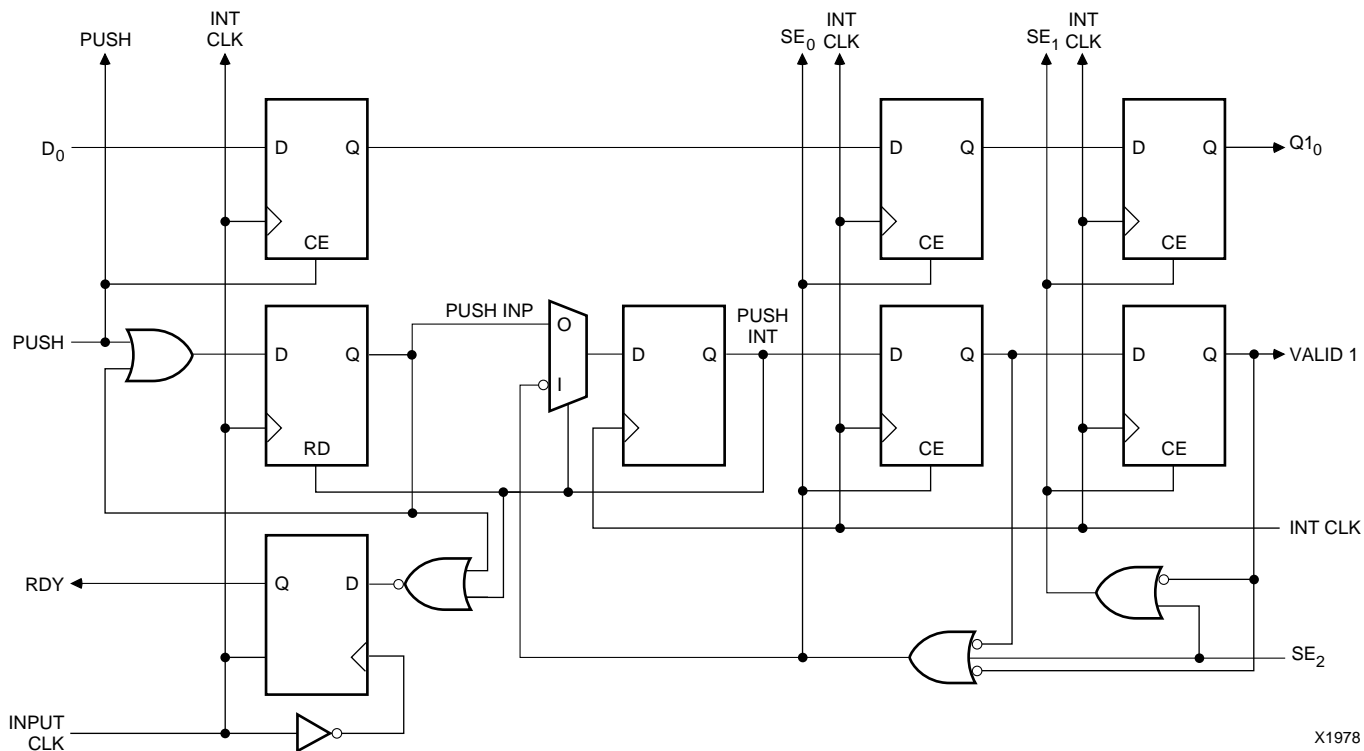 PUSH
INT
CLK
SE0
INT
CLK
SE1
INT
CLK
D0
D Q
CE
D Q
CE
D Q
CE
Q10
PUSH
D Q
RD
PUSH INP
O
I
D Q
PUSH
INT
D Q
CE
D Q
CE
VALID 1
INT CLK
RDY
Q D
SE2
INPUT
CLK
X1978